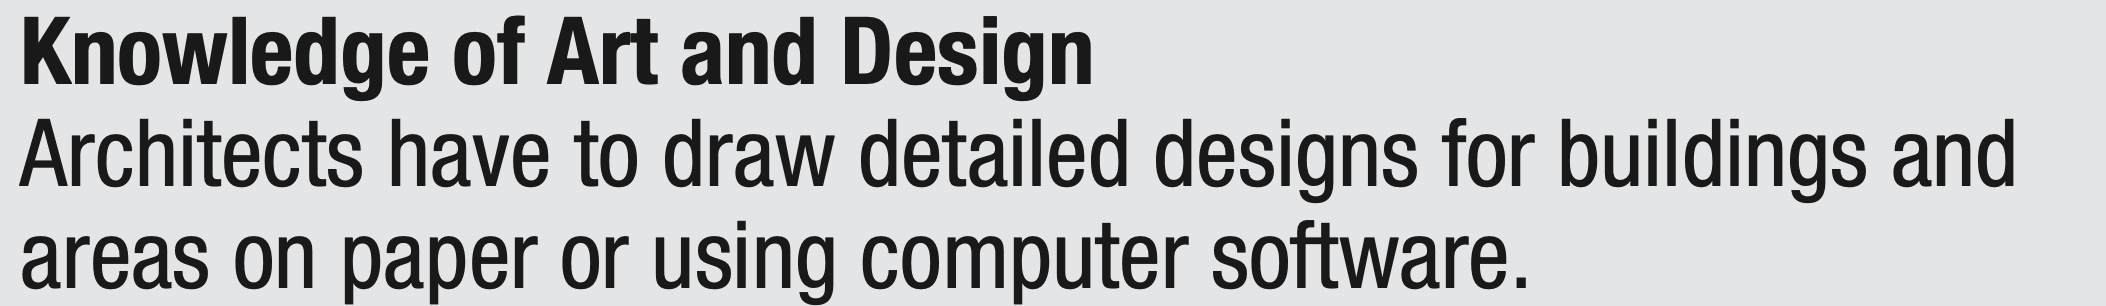 Knowledge of Art and Design
Architects have to draw detailed designs for buildings and
areas on paper or using computer software.